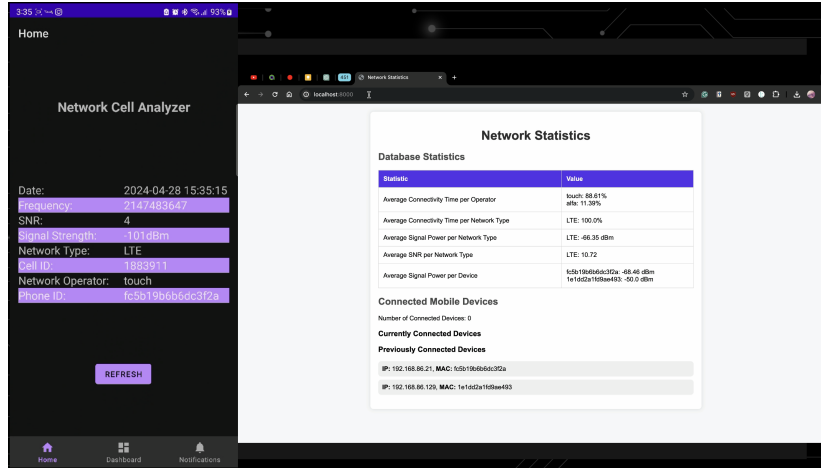 3:35
93%
Home
Network Cell Analyzer
Date: 2024-04-28 15:35:15
Frequency: 2147483647
SNR: 4
Signal Strength: -101dBm
Network Type: LTE
Cell ID: 1883911
Network Operator: touch
Phone ID: fc5b19b6b6dc3f2a
REFRESH
Home
Dashboard
Notifications
A51
Network Statistics
localhost:8000
Network Statistics
Database Statistics
Statistic Value
Average Connectivity Time per Operator
touch: 88.61%
alfa: 11.39%
Average Connectivity Time per Network Type LTE: 100.0%
Average Signal Power per Network Type LTE: -66.35 dBm
Average SNR per Network Type LTE: 10.72
Average Signal Power per Device
fc5b19b6b6dc3f2a: -68.46 dBm
1e1dd2a1fd9ae493: -50.0 dBm
Connected Mobile Devices
Number of Connected Devices: 0
Currently Connected Devices
Previously Connected Devices
IP: 192.168.86.21, MAC: fc5b19b6b6dc3f2a
IP: 192.168.86.129, MAC: 1e1dd2a1fd9ae493